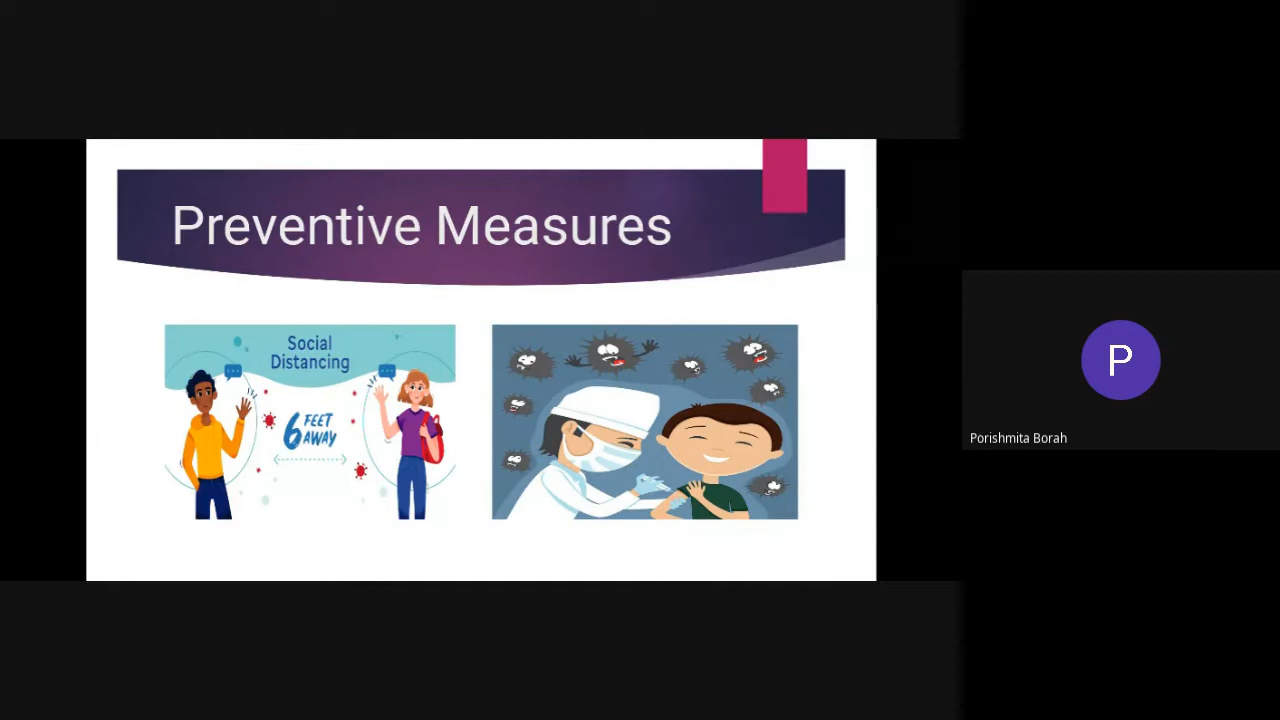 Preventive Measures
Social
Distancing
6 FEET
AWAY
P
Porishmita Borah